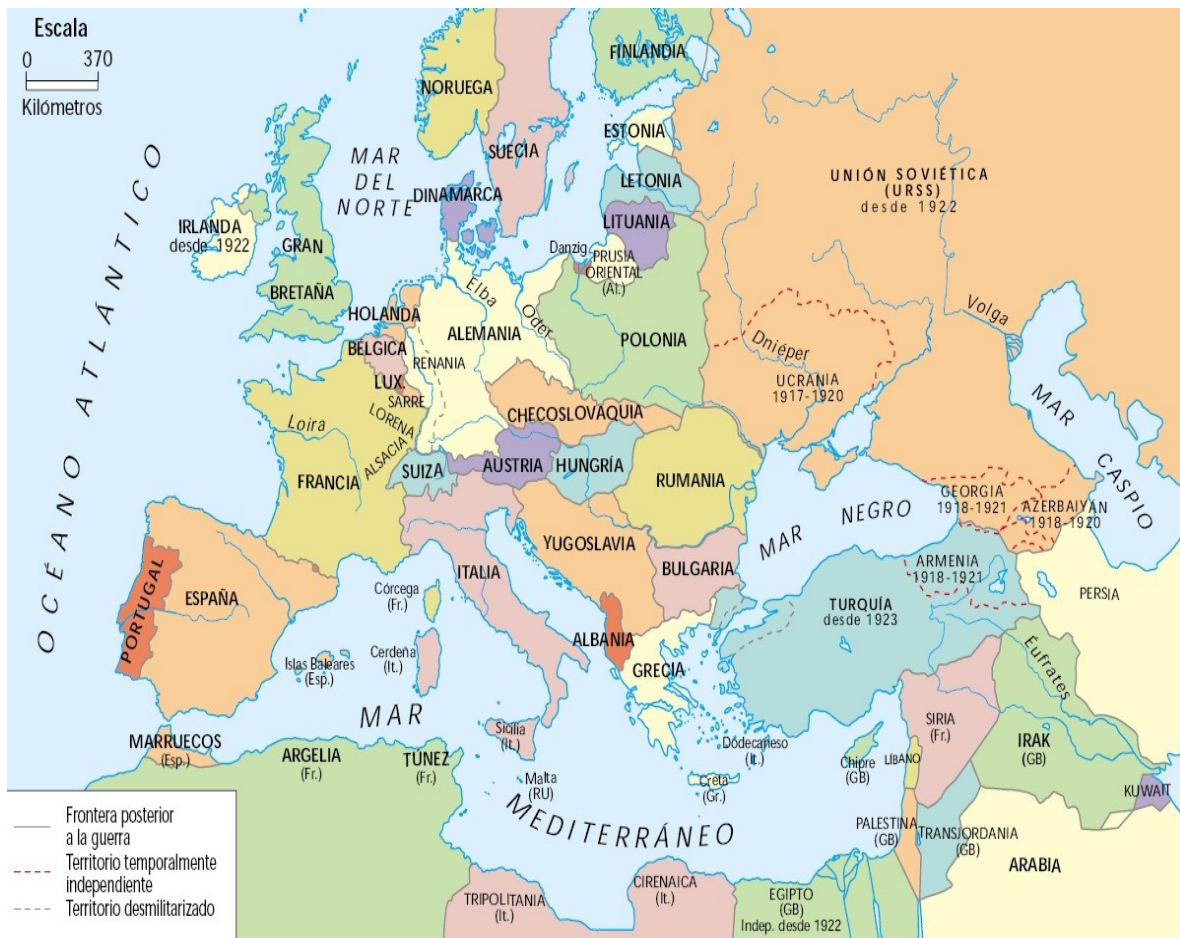 Escala
0 370
Kilómetros
OCÉANO ATLÁNTICO
MAR
DEL
NORTE
NORUEGA
SUECIA
FINLANDIA
ESTONIA
LETONIA
LITUANIA
DINAMARCA
IRLANDA
desde 1922
GRAN
BRETAÑA
HOLANDA
BÉLGICA
LUX.
SARRE
LORENA
ALSACIA
RENANIA
Elba
Oder
ALEMANIA
Danzig
PRUSIA
ORIENTAL
(Al.)
POLONIA
UNIÓN SOVIÉTICA
(URSS)
desde 1922
Volga
Dniéper
UCRANIA
1917-1920
CHECOSLOVAQUIA
Loira
FRANCIA
SUIZA
AUSTRIA
HUNGRÍA
RUMANIA
MAR CASPIO
MAR NEGRO
GEORGIA
1918-1921
AZERBAIYÁN
1918-1920
ARMENIA
1918-1921
PERSIA
YUGOSLAVIA
BULGARIA
ITALIA
Córcega
(Fr.)
Cerdeña
(It.)
PORTUGAL
ESPAÑA
Islas Baleares
(Esp.)
ALBANIA
GRECIA
TURQUÍA
desde 1923
Éufrates
MAR
MEDITERRÁNEO
Sicilia
(It.)
Malta
(RU)
Creta
(Gr.)
Dodecaneso
(It.)
Chipre
(GB)
LÍBANO
SIRIA
(Fr.)
IRAK
(GB)
KUWAIT
MARRUECOS
(Esp.)
ARGELIA
(Fr.)
TÚNEZ
(Fr.)
PALESTINA
(GB)
TRANSJORDANIA
(GB)
ARABIA
TRIPOLITANIA
(It.)
CIRENAICA
(It.)
EGIPTO
(GB)
Indep. desde 1922
Frontera posterior
a la guerra
Territorio temporalmente
independiente
Territorio desmilitarizado